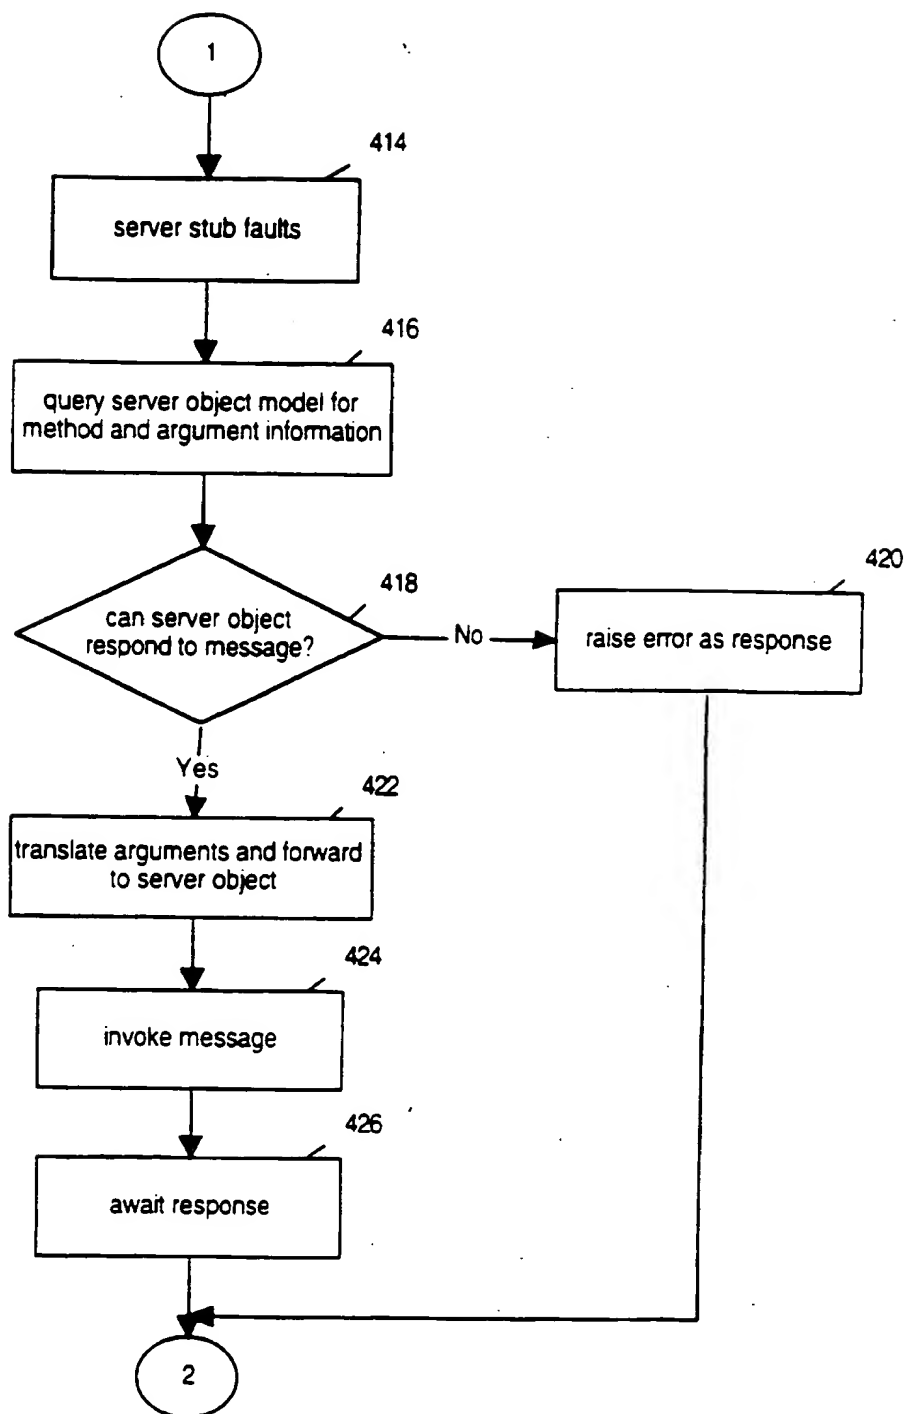 1
414
server stub faults
416
query server object model for
method and argument information
418
can server object
respond to message?
No
420
raise error as response
Yes
422
translate arguments and forward
to server object
424
invoke message
426
await response
2